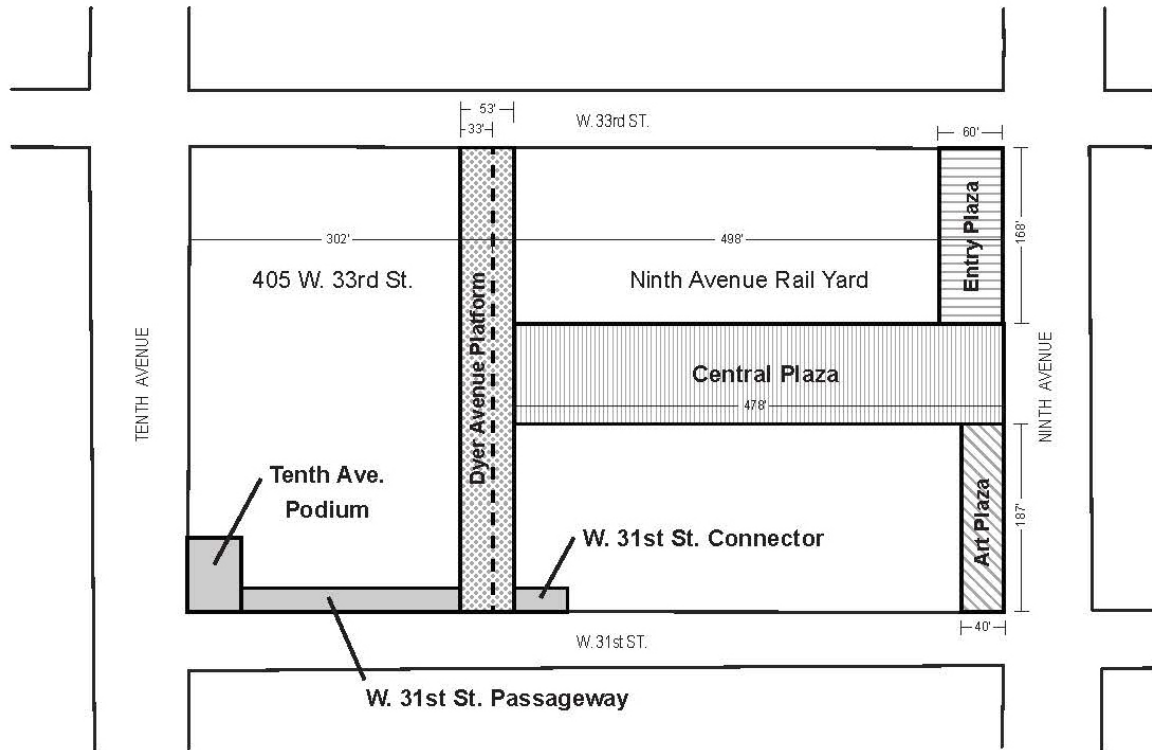 53'
33'
W. 33rd ST.
60'
302'
498'
168'
405 W. 33rd St.
Ninth Avenue Rail Yard
Entry Plaza
Dyer Avenue Platform
TENTH AVENUE
Central Plaza
478'
NINTH AVENUE
Tenth Ave.
Podium
W. 31st St. Connector
Art Plaza
187'
40'
W. 31st ST.
W. 31st St. Passageway